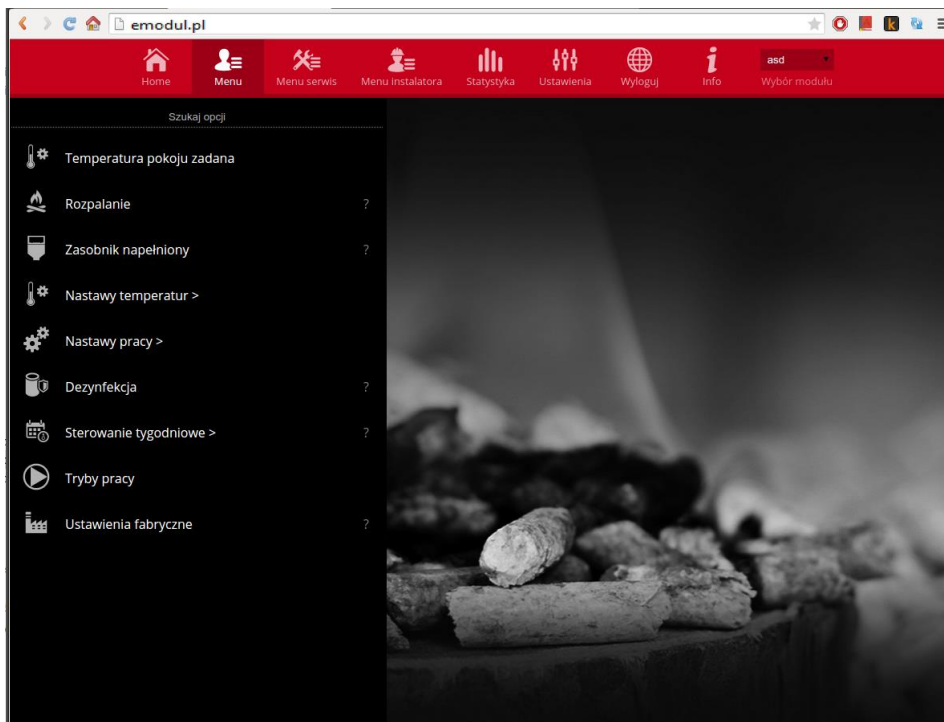 emodul.pl
Home
Menu
Menu serwis
Menu instalatora
Statystyka
Ustawienia
Wyloguj
Info
asd
Wybór modułu
Szukaj opcji
Temperatura pokoju zadana
Rozpalanie ?
Zasobnik napełniony ?
Nastawy temperatur >
Nastawy pracy >
Dezynfekcja ?
Sterowanie tygodniowe > ?
Tryby pracy
Ustawienia fabryczne ?